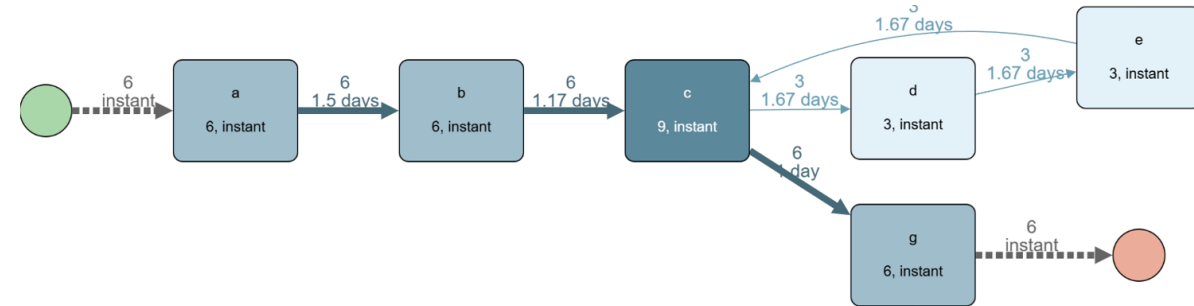 6
instant
a
6, instant
6
1.5 days
b
6, instant
6
1.17 days
c
9, instant
3
1.67 days
3
1.67 days
d
3, instant
3
1.67 days
e
3, instant
6
1 day
g
6, instant
6
instant